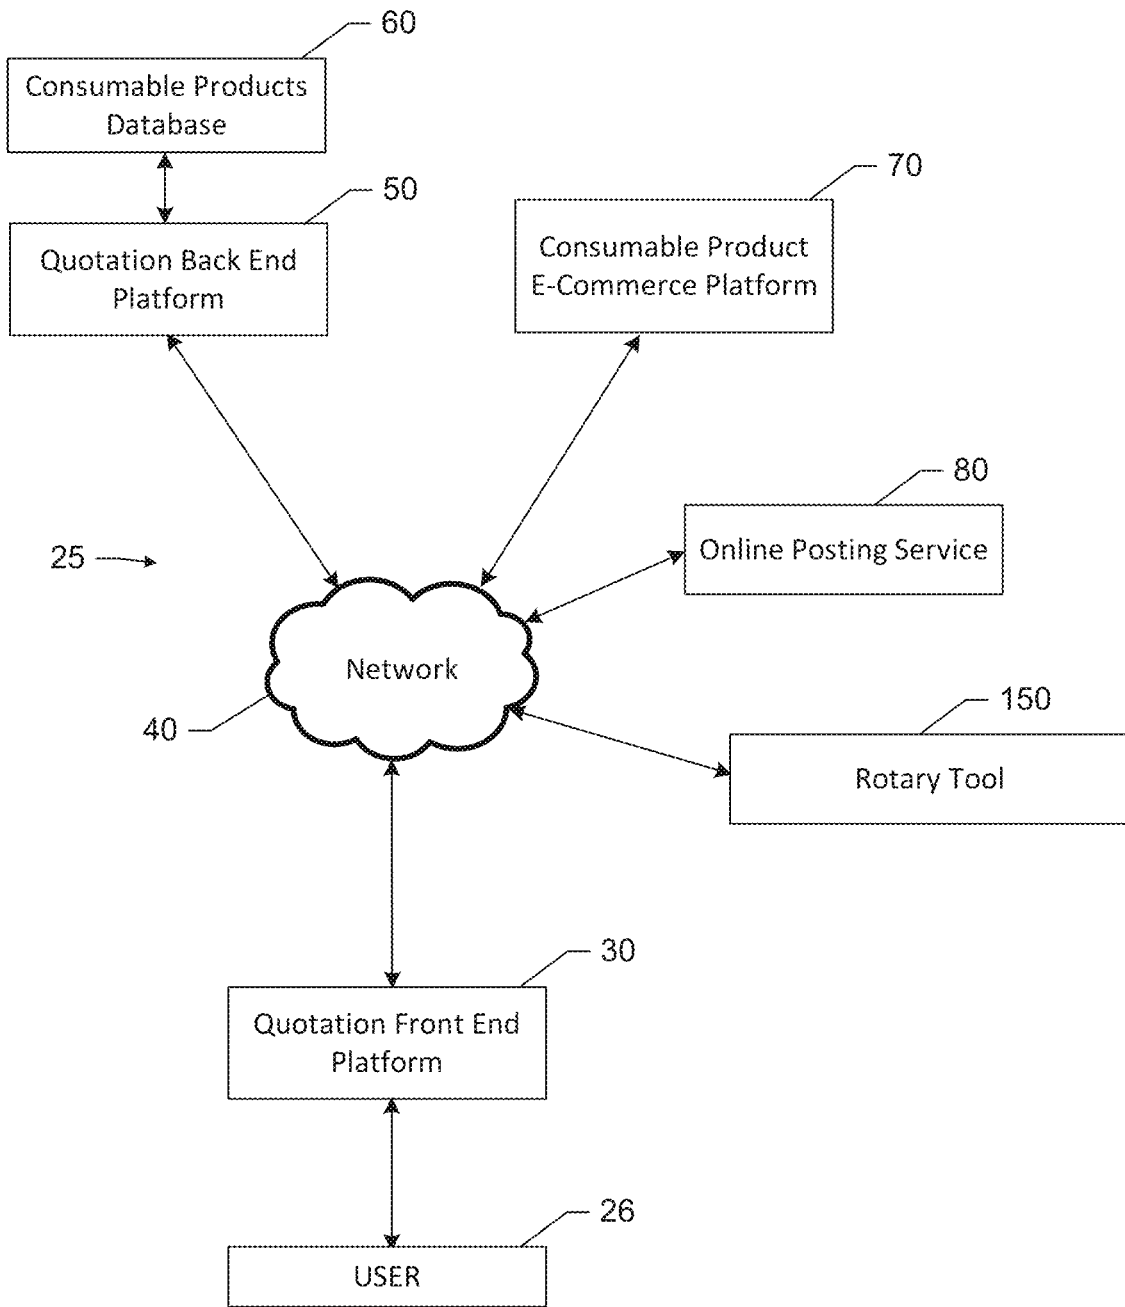 60
Consumable Products
Database
50
Quotation Back End
Platform
70
Consumable Product
E-Commerce Platform
80
Online Posting Service
25
Network
40
150
Rotary Tool
30
Quotation Front End
Platform
26
USER